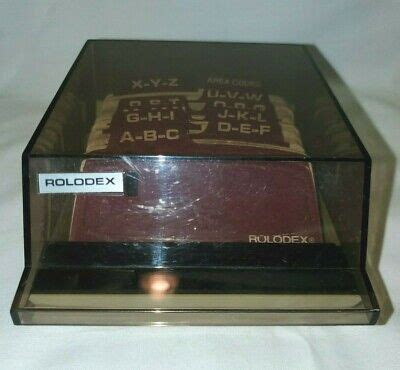 X-Y-Z AREA CODES
U-V-W
R-S-T
G-H-I J-K-L
A-B-C D-E-F
ROLODEX
ROLODEX®